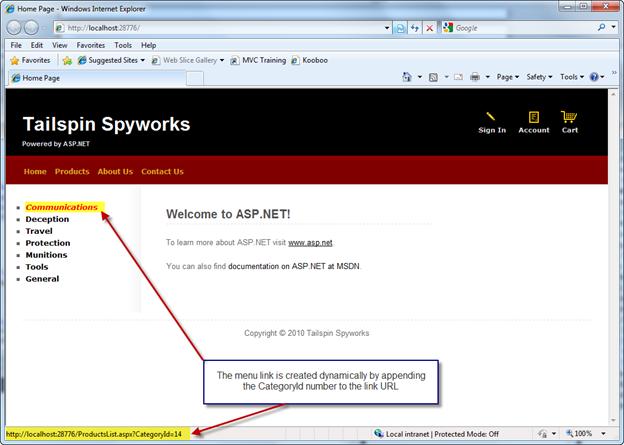 Home Page - Windows Internet Explorer
http://localhost:28776/
Google
File Edit View Favorites Tools Help
Favorites Suggested Sites Web Slice Gallery MVC Training Kooboo
Home Page
Page Safety Tools
Tailspin Spyworks
Powered by ASP.NET
Sign In Account Cart
Home Products About Us Contact Us
Communications
Deception
Travel
Protection
Munitions
Tools
General
Welcome to ASP.NET!
To learn more about ASP.NET visit www.asp.net.
You can also find documentation on ASP.NET at MSDN.
Copyright © 2010 Tailspin Spyworks
The menu link is created dynamically by appending
the CategoryId number to the link URL
http://localhost:28776/ProductsList.aspx?CategoryId=14
Local intranet | Protected Mode: Off
100%